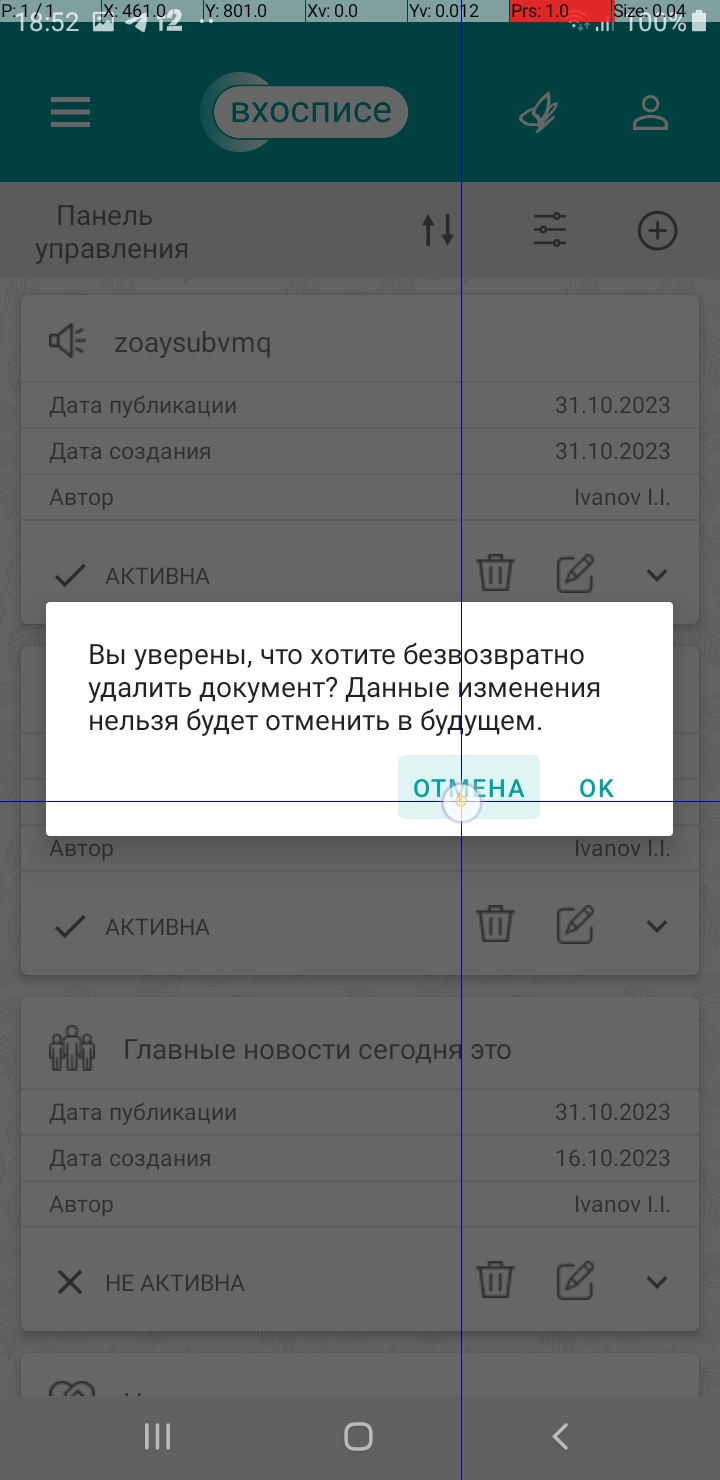 P: 1 / 1 X: 461.0 Y: 801.0 Xv: 0.0 Yv: 0.012 Prs: 1.0 Size: 0.04
18:52 T2 100%
вхосписе
Панель
управления
zoaysubvmq
Дата публикации 31.10.2023
Дата создания 31.10.2023
Автор Ivanov I.I.
АКТИВНА
Вы уверены, что хотите безвозвратно
удалить документ? Данные изменения
нельзя будет отменить в будущем.
ОТМЕНА OK
Автор Ivanov I.I.
АКТИВНА
Главные новости сегодня это
Дата публикации 31.10.2023
Дата создания 16.10.2023
Автор Ivanov I.I.
НЕ АКТИВНА